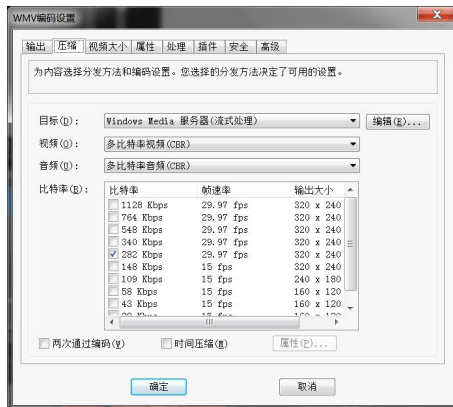 WMV编码设置
输出 压缩 视频大小 属性 处理 插件 安全 高级
为内容选择分发方法和编码设置。您选择的分发方法决定了可用的设置。
目标(D): Windows Media 服务器(流式处理) 编辑(E)...
视频(O): 多比特率视频(CBR)
音频(U): 多比特率音频(CBR)
比特率(B): 比特率 帧速率 输出大小
1128 Kbps 29.97 fps 320 x 240
764 Kbps 29.97 fps 320 x 240
548 Kbps 29.97 fps 320 x 240
340 Kbps 29.97 fps 320 x 240
282 Kbps 29.97 fps 320 x 240
148 Kbps 15 fps 320 x 240
109 Kbps 15 fps 240 x 180
58 Kbps 15 fps 160 x 120
43 Kbps 15 fps 160 x 120
两次通过编码(W) 时间压缩(M) 属性(P)...
确定 取消